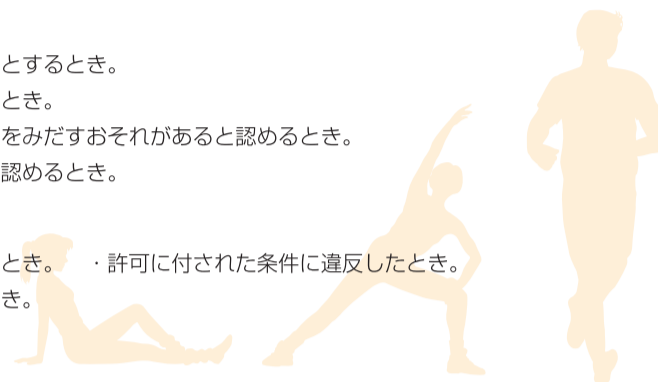 とするとき。
とき。
をみだすおそれがあると認めるとき。
認めるとき。
とき。　・許可に付された条件に違反したとき。
き。